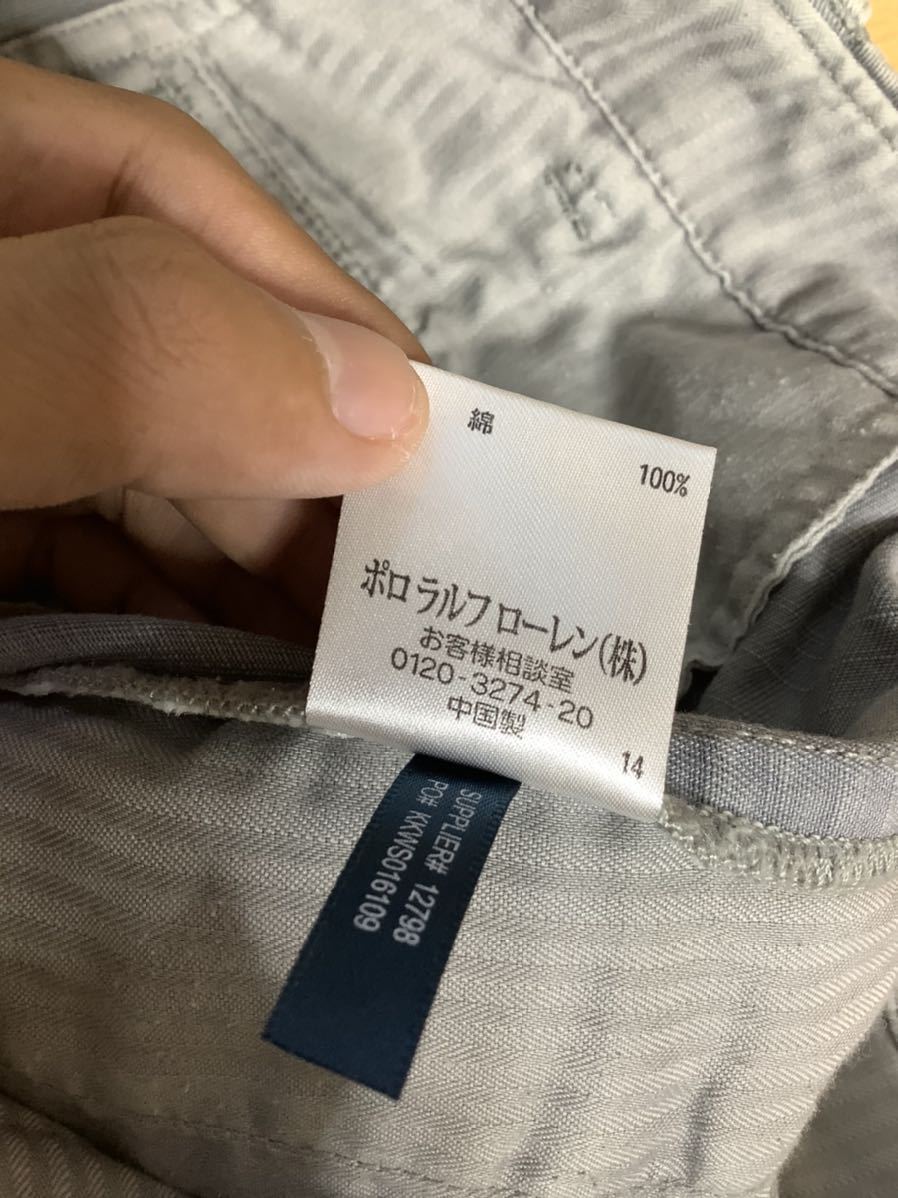 綿
100%
ポロ ラルフ ローレン(株)
お客様相談室
0120-3274-20
中国製
14
SUPPLIER# 12798
PO# KKWS016109